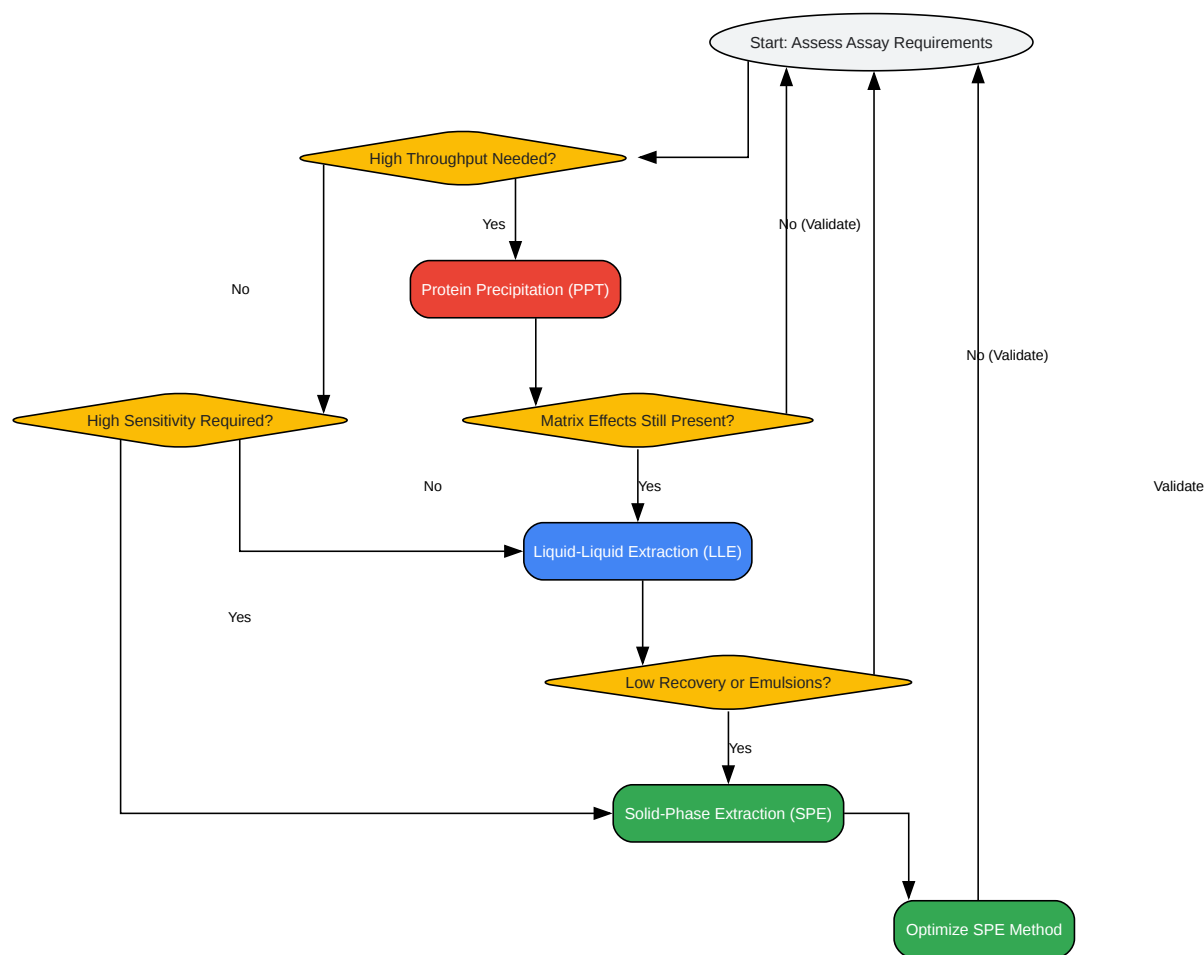 Start: Assess Assay Requirements
High Throughput Needed?
Yes
No (Validate)
No
Protein Precipitation (PPT)
No (Validate)
High Sensitivity Required?
Matrix Effects Still Present?
No
Yes
Validate
Liquid-Liquid Extraction (LLE)
Yes
Low Recovery or Emulsions?
Yes
Solid-Phase Extraction (SPE)
Optimize SPE Method